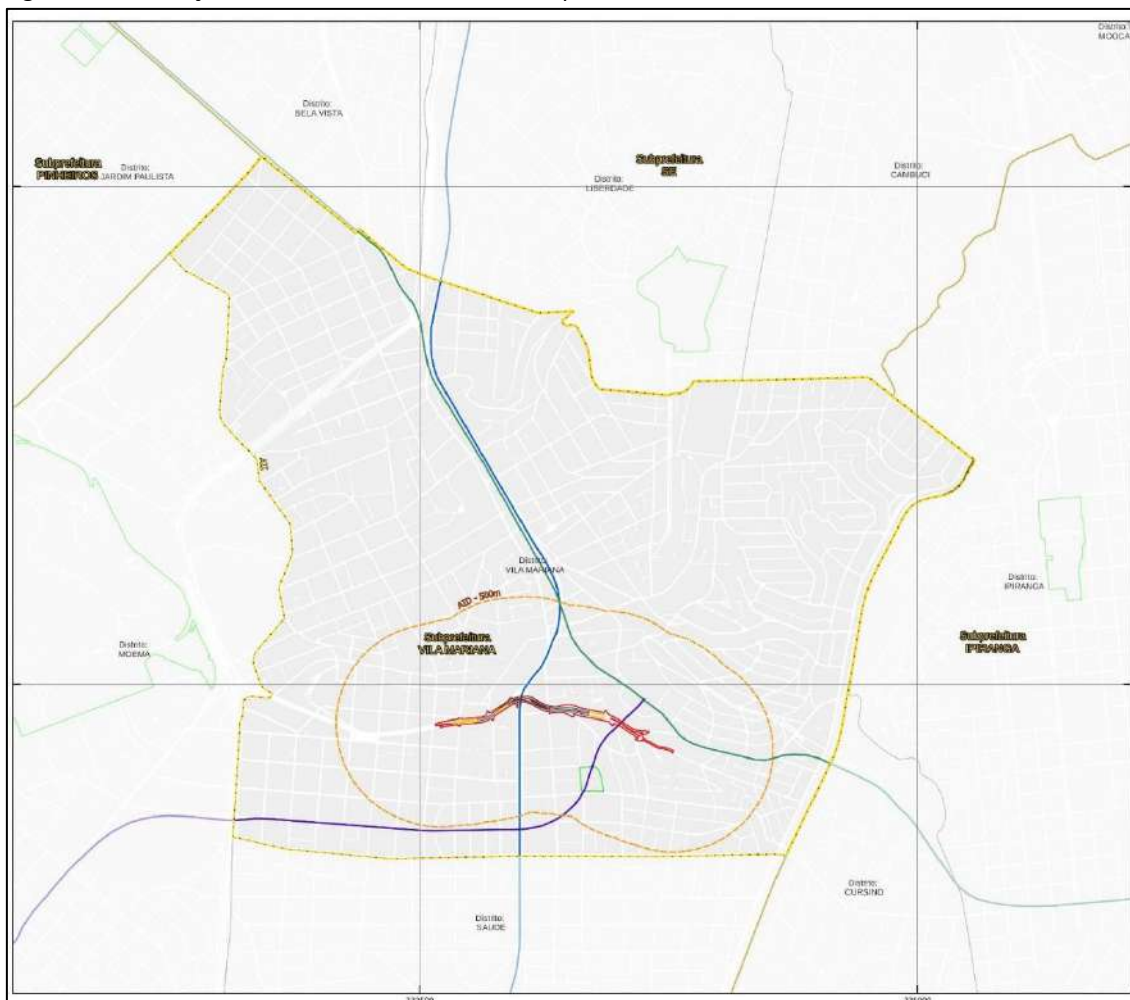 Distrito:
MOOCA
Distrito:
BELA VISTA
Subprefeitura
PINHEIROS
Distrito:
JARDIM PAULISTA
Subprefeitura
SÉ
Distrito:
LIBERDADE
Distrito:
CAMBUCI
AII
Distrito:
VILA MARIANA
AID - 500m
Distrito:
IPIRANGA
Subprefeitura
VILA MARIANA
Distrito:
MOEMA
Subprefeitura
IPIRANGA
Distrito:
CURSINO
Distrito:
SAÚDE